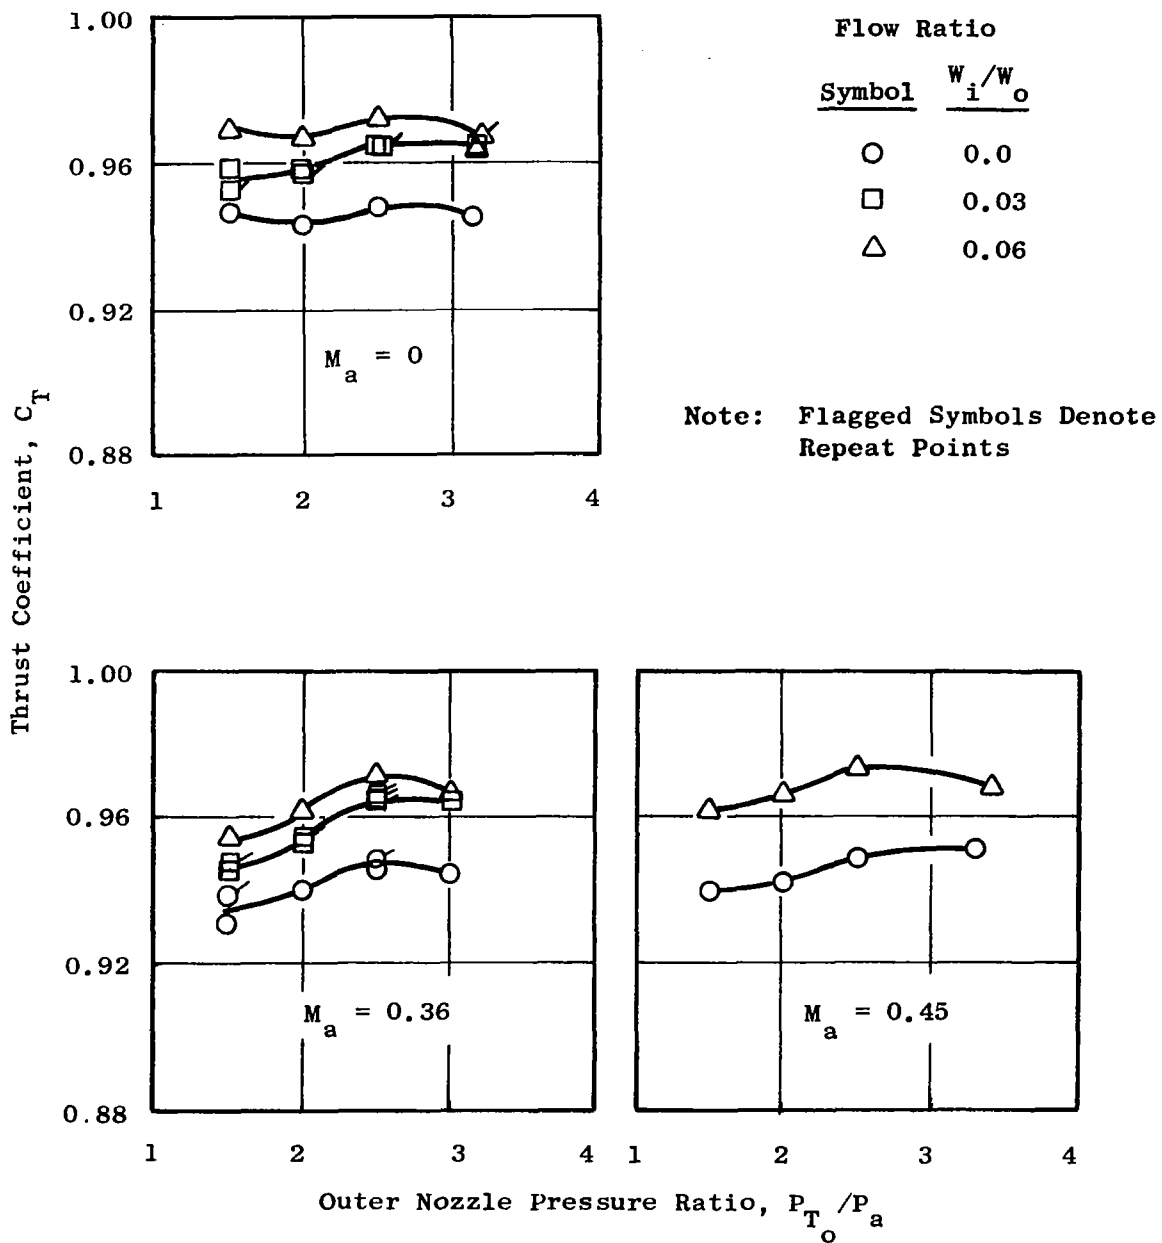 Flow Ratio
Symbol Wi/Wo
0.0
0.03
0.06
Note: Flagged Symbols Denote
Repeat Points
Thrust Coefficient, CT
1.00
0.96
0.92
0.88
Ma = 0
1 2 3 4
1.00
0.96
0.92
0.88
Ma = 0.36
Ma = 0.45
1 2 3 1 2 3 4
Outer Nozzle Pressure Ratio, PTo/Pa